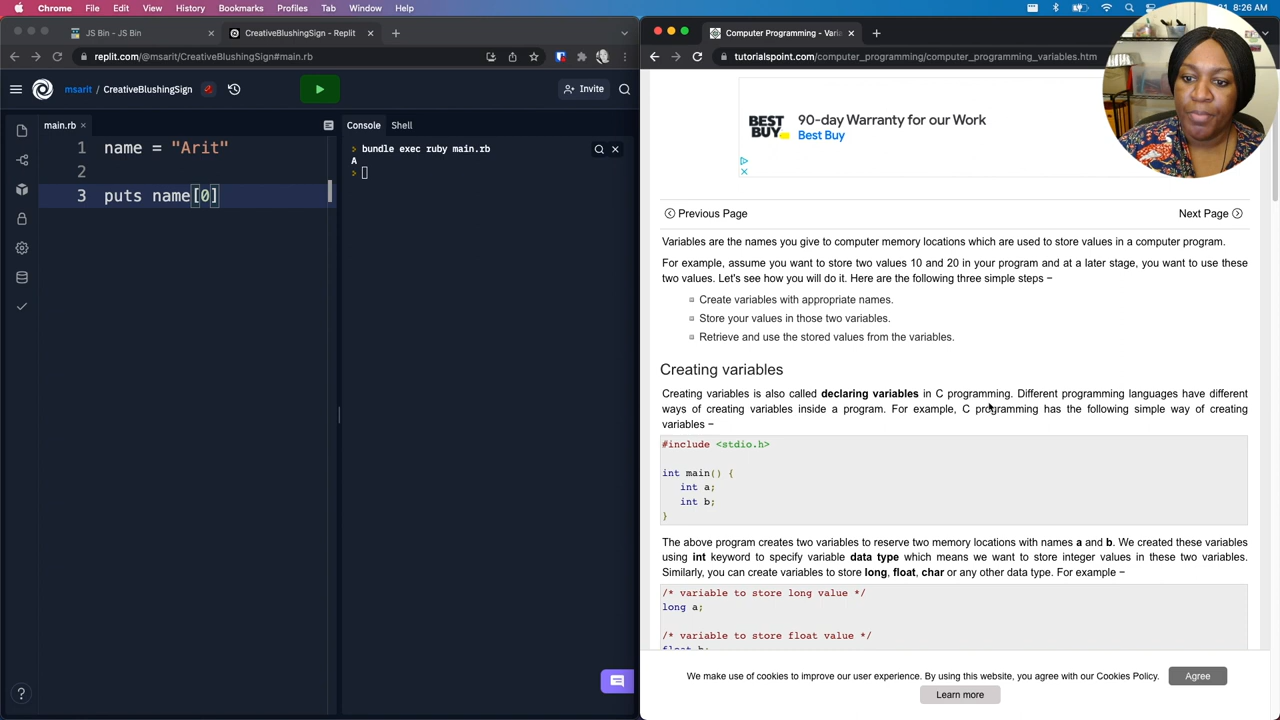 JS Bin - JS Bin
CreativeBlushingSign - Replit
replit.com/@msarit/CreativeBlushingSign#main.rb
msarit / CreativeBlushingSign
Invite
main.rb
1 name = "Arit"
2
3 puts name[0]
Console Shell
bundle exec ruby main.rb
A
Computer Programming - Varia
tutorialspoint.com/computer_programming/computer_programming_variables.htm
BEST BUY
90-day Warranty for our Work
Best Buy
Previous Page
Next Page
Variables are the names you give to computer memory locations which are used to store values in a computer program.
For example, assume you want to store two values 10 and 20 in your program and at a later stage, you want to use these
two values. Let's see how you will do it. Here are the following three simple steps −
Create variables with appropriate names.
Store your values in those two variables.
Retrieve and use the stored values from the variables.
Creating variables
Creating variables is also called declaring variables in C programming. Different programming languages have different
ways of creating variables inside a program. For example, C programming has the following simple way of creating
variables −
#include <stdio.h>
int main() {
int a;
int b;
}
The above program creates two variables to reserve two memory locations with names a and b. We created these variables
using int keyword to specify variable data type which means we want to store integer values in these two variables.
Similarly, you can create variables to store long, float, char or any other data type. For example −
/* variable to store long value */
long a;
/* variable to store float value */
float b;
We make use of cookies to improve our user experience. By using this website, you agree with our Cookies Policy.
Agree
Learn more